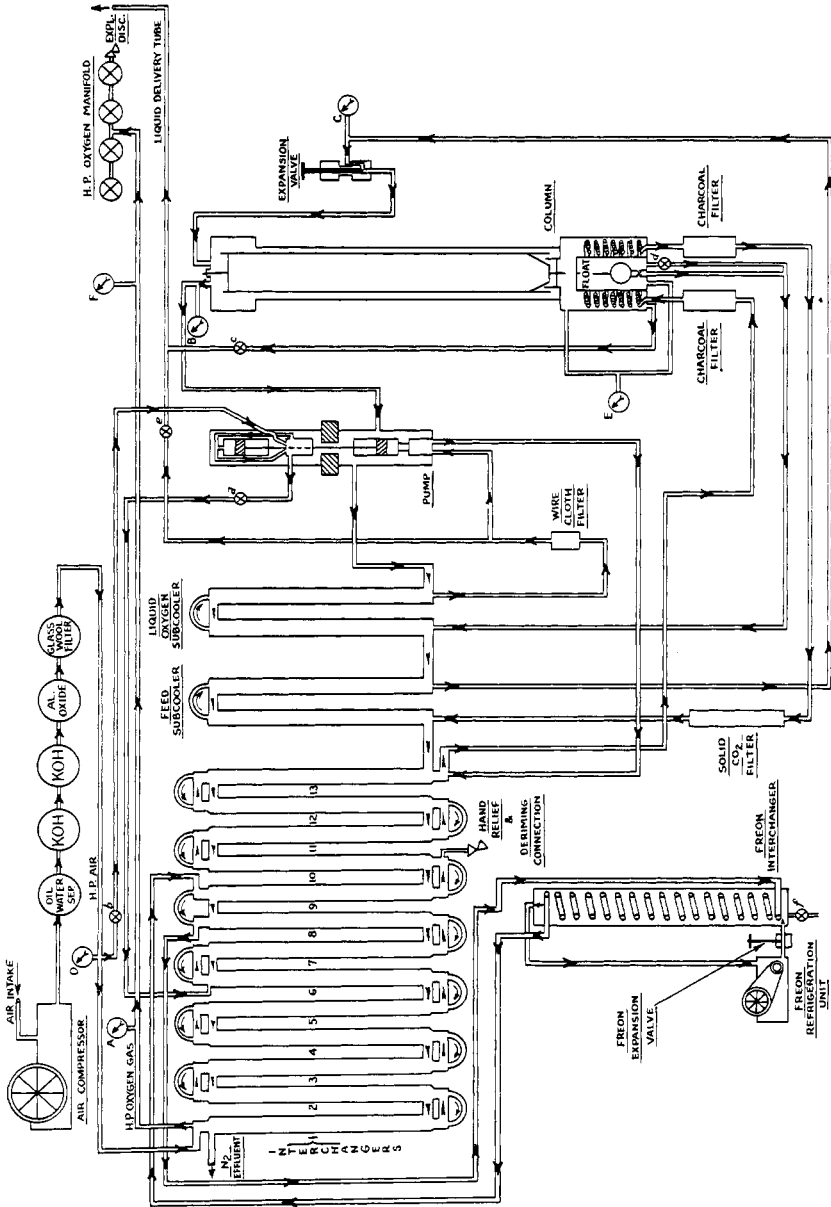 AIR INTAKE
AIR COMPRESSOR
OIL
WATER
SEP.
KOH
KOH
AL.
OXIDE
GLASS
WOOL
FILTER
H.P. AIR
D
b
A
H.P. OXYGEN GAS
N2
EFFLUENT
INTERCHANGERS
2
3
4
5
6
7
8
9
10
11
12
13
HAND
RELIEF
&
DERIMING
CONNECTION
FEED
SUBCOOLER
LIQUID
OXYGEN
SUBCOOLER
d
e
PUMP
WIRE
CLOTH
FILTER
SOLID
CO2
FILTER
FREON
INTERCHANGER
FREON
EXPANSION
VALVE
FREON
REFRIGERATION
UNIT
F
H.P. OXYGEN MANIFOLD
EXPL.
DISC.
LIQUID DELIVERY TUBE
B
c
E
EXPANSION
VALVE
C
COLUMN
FLOAT
CHARCOAL
FILTER
CHARCOAL
FILTER